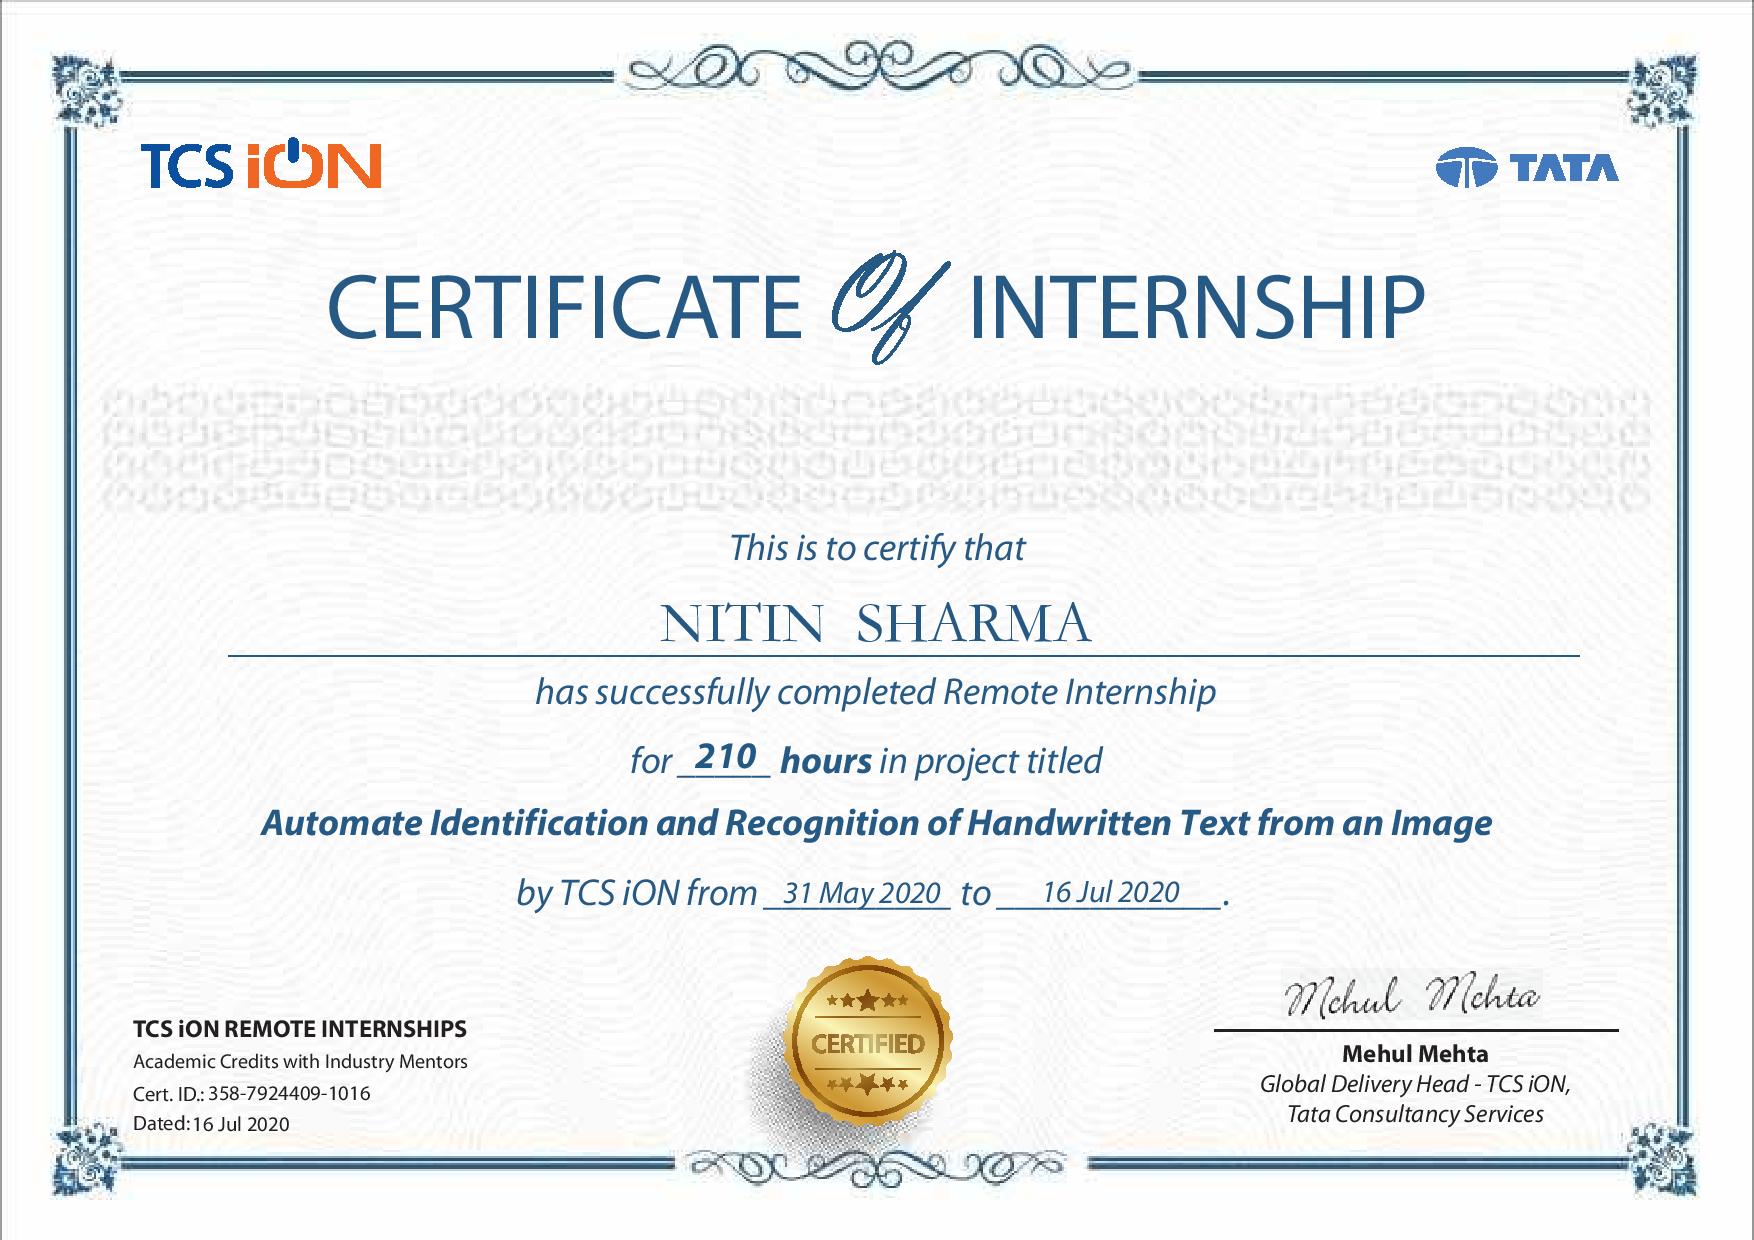 TCS iON
TATA
CERTIFICATE Of INTERNSHIP
This is to certify that
NITIN SHARMA
has successfully completed Remote Internship
for 210 hours in project titled
Automate Identification and Recognition of Handwritten Text from an Image
by TCS iON from 31 May 2020 to 16 Jul 2020.
CERTIFIED
TCS iON REMOTE INTERNSHIPS
Academic Credits with Industry Mentors
Cert. ID.: 358-7924409-1016
Dated:16 Jul 2020
Mehul Mehta
Mehul Mehta
Global Delivery Head - TCS iON,
Tata Consultancy Services